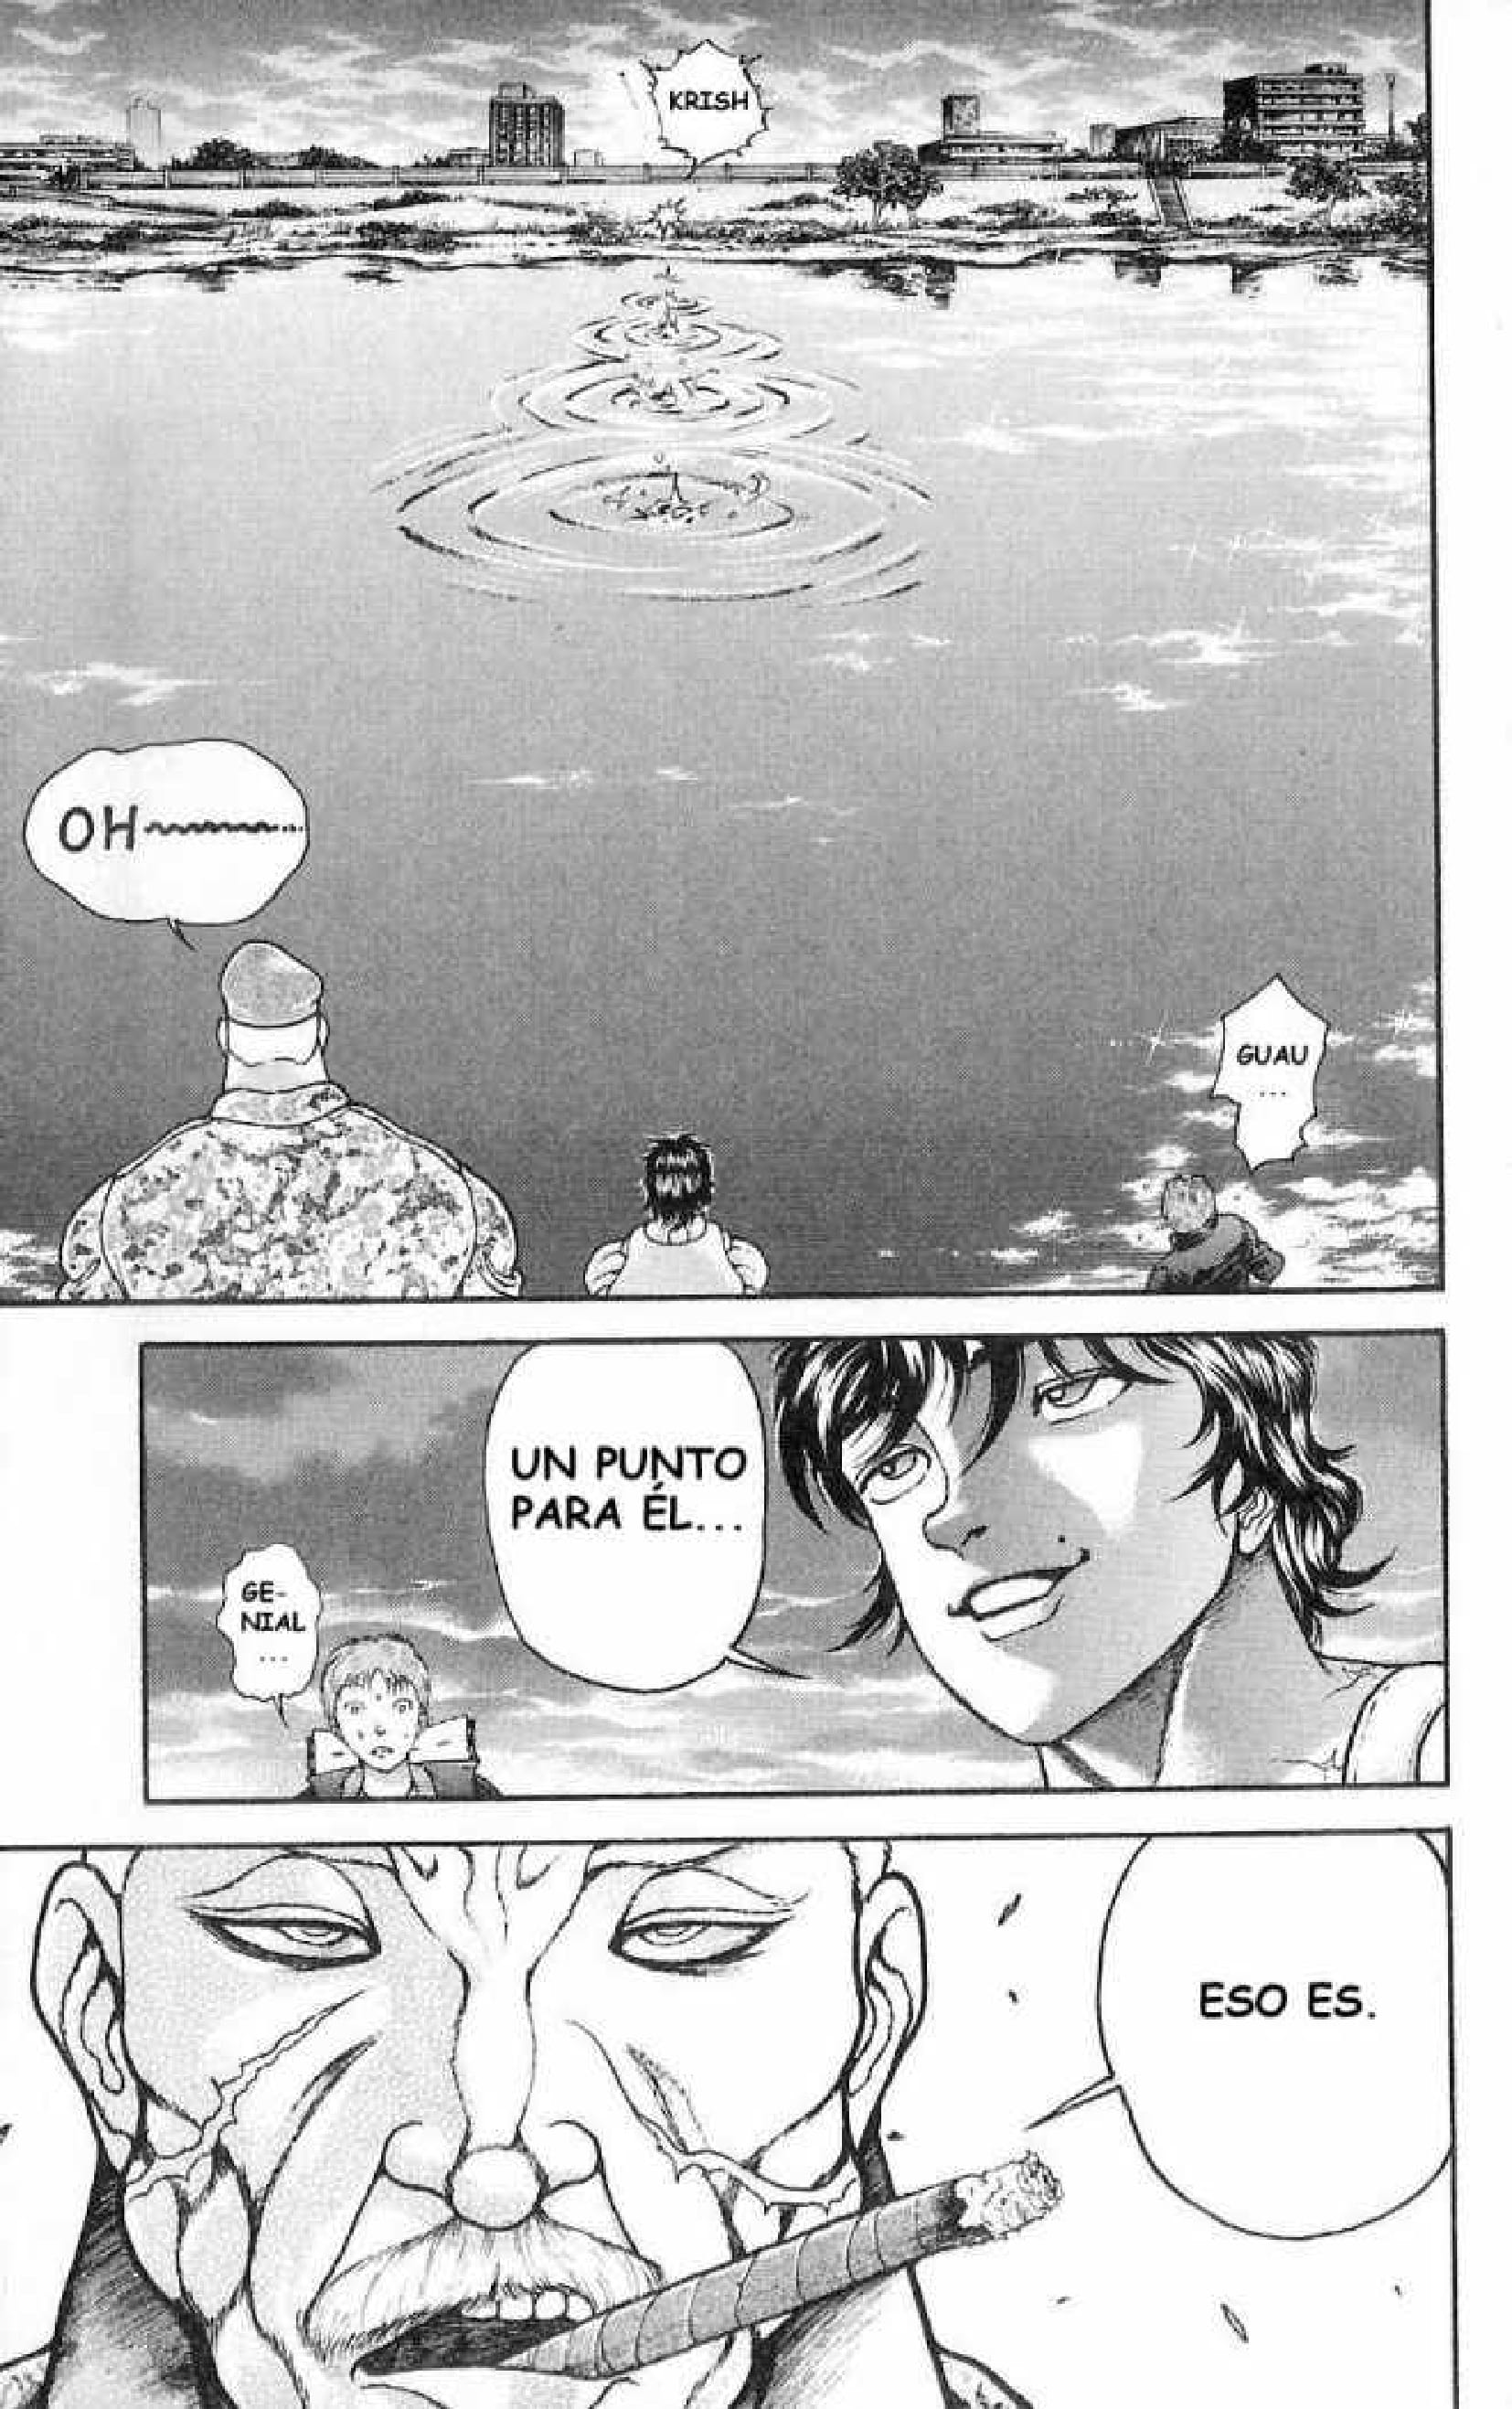 KRISH
OH~~~~~...
GUAU
...
UN PUNTO
PARA ÉL...
GE-
NIAL
...
ESO ES.